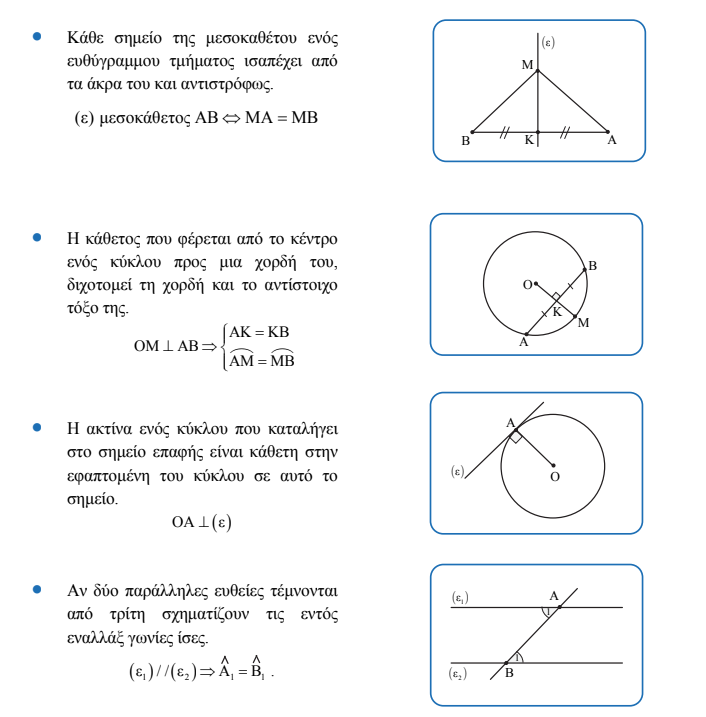 • Κάθε σημείο της μεσοκαθέτου ενός
ευθύγραμμου τμήματος ισαπέχει από
τα άκρα του και αντιστρόφως.
(ε) μεσοκάθετος ΑΒ ⇔ ΜΑ = ΜΒ
(ε)
Μ
Β
Κ
Α
• Η κάθετος που φέρεται από το κέντρο
ενός κύκλου προς μια χορδή του,
διχοτομεί τη χορδή και το αντίστοιχο
τόξο της.
ΟΜ ⊥ ΑΒ ⇒ { ΑΚ = ΚΒ
ΑΜ = ΜΒ
Β
Ο
Κ
Μ
Α
• Η ακτίνα ενός κύκλου που καταλήγει
στο σημείο επαφής είναι κάθετη στην
εφαπτομένη του κύκλου σε αυτό το
σημείο.
ΟΑ ⊥ (ε)
Α
(ε)
Ο
• Αν δύο παράλληλες ευθείες τέμνονται
από τρίτη σχηματίζουν τις εντός
εναλλάξ γωνίες ίσες.
(ε₁) / /(ε₂) ⇒ Α̂₁ = Β̂₁ .
(ε₁)
Α
1
1
(ε₂)
Β